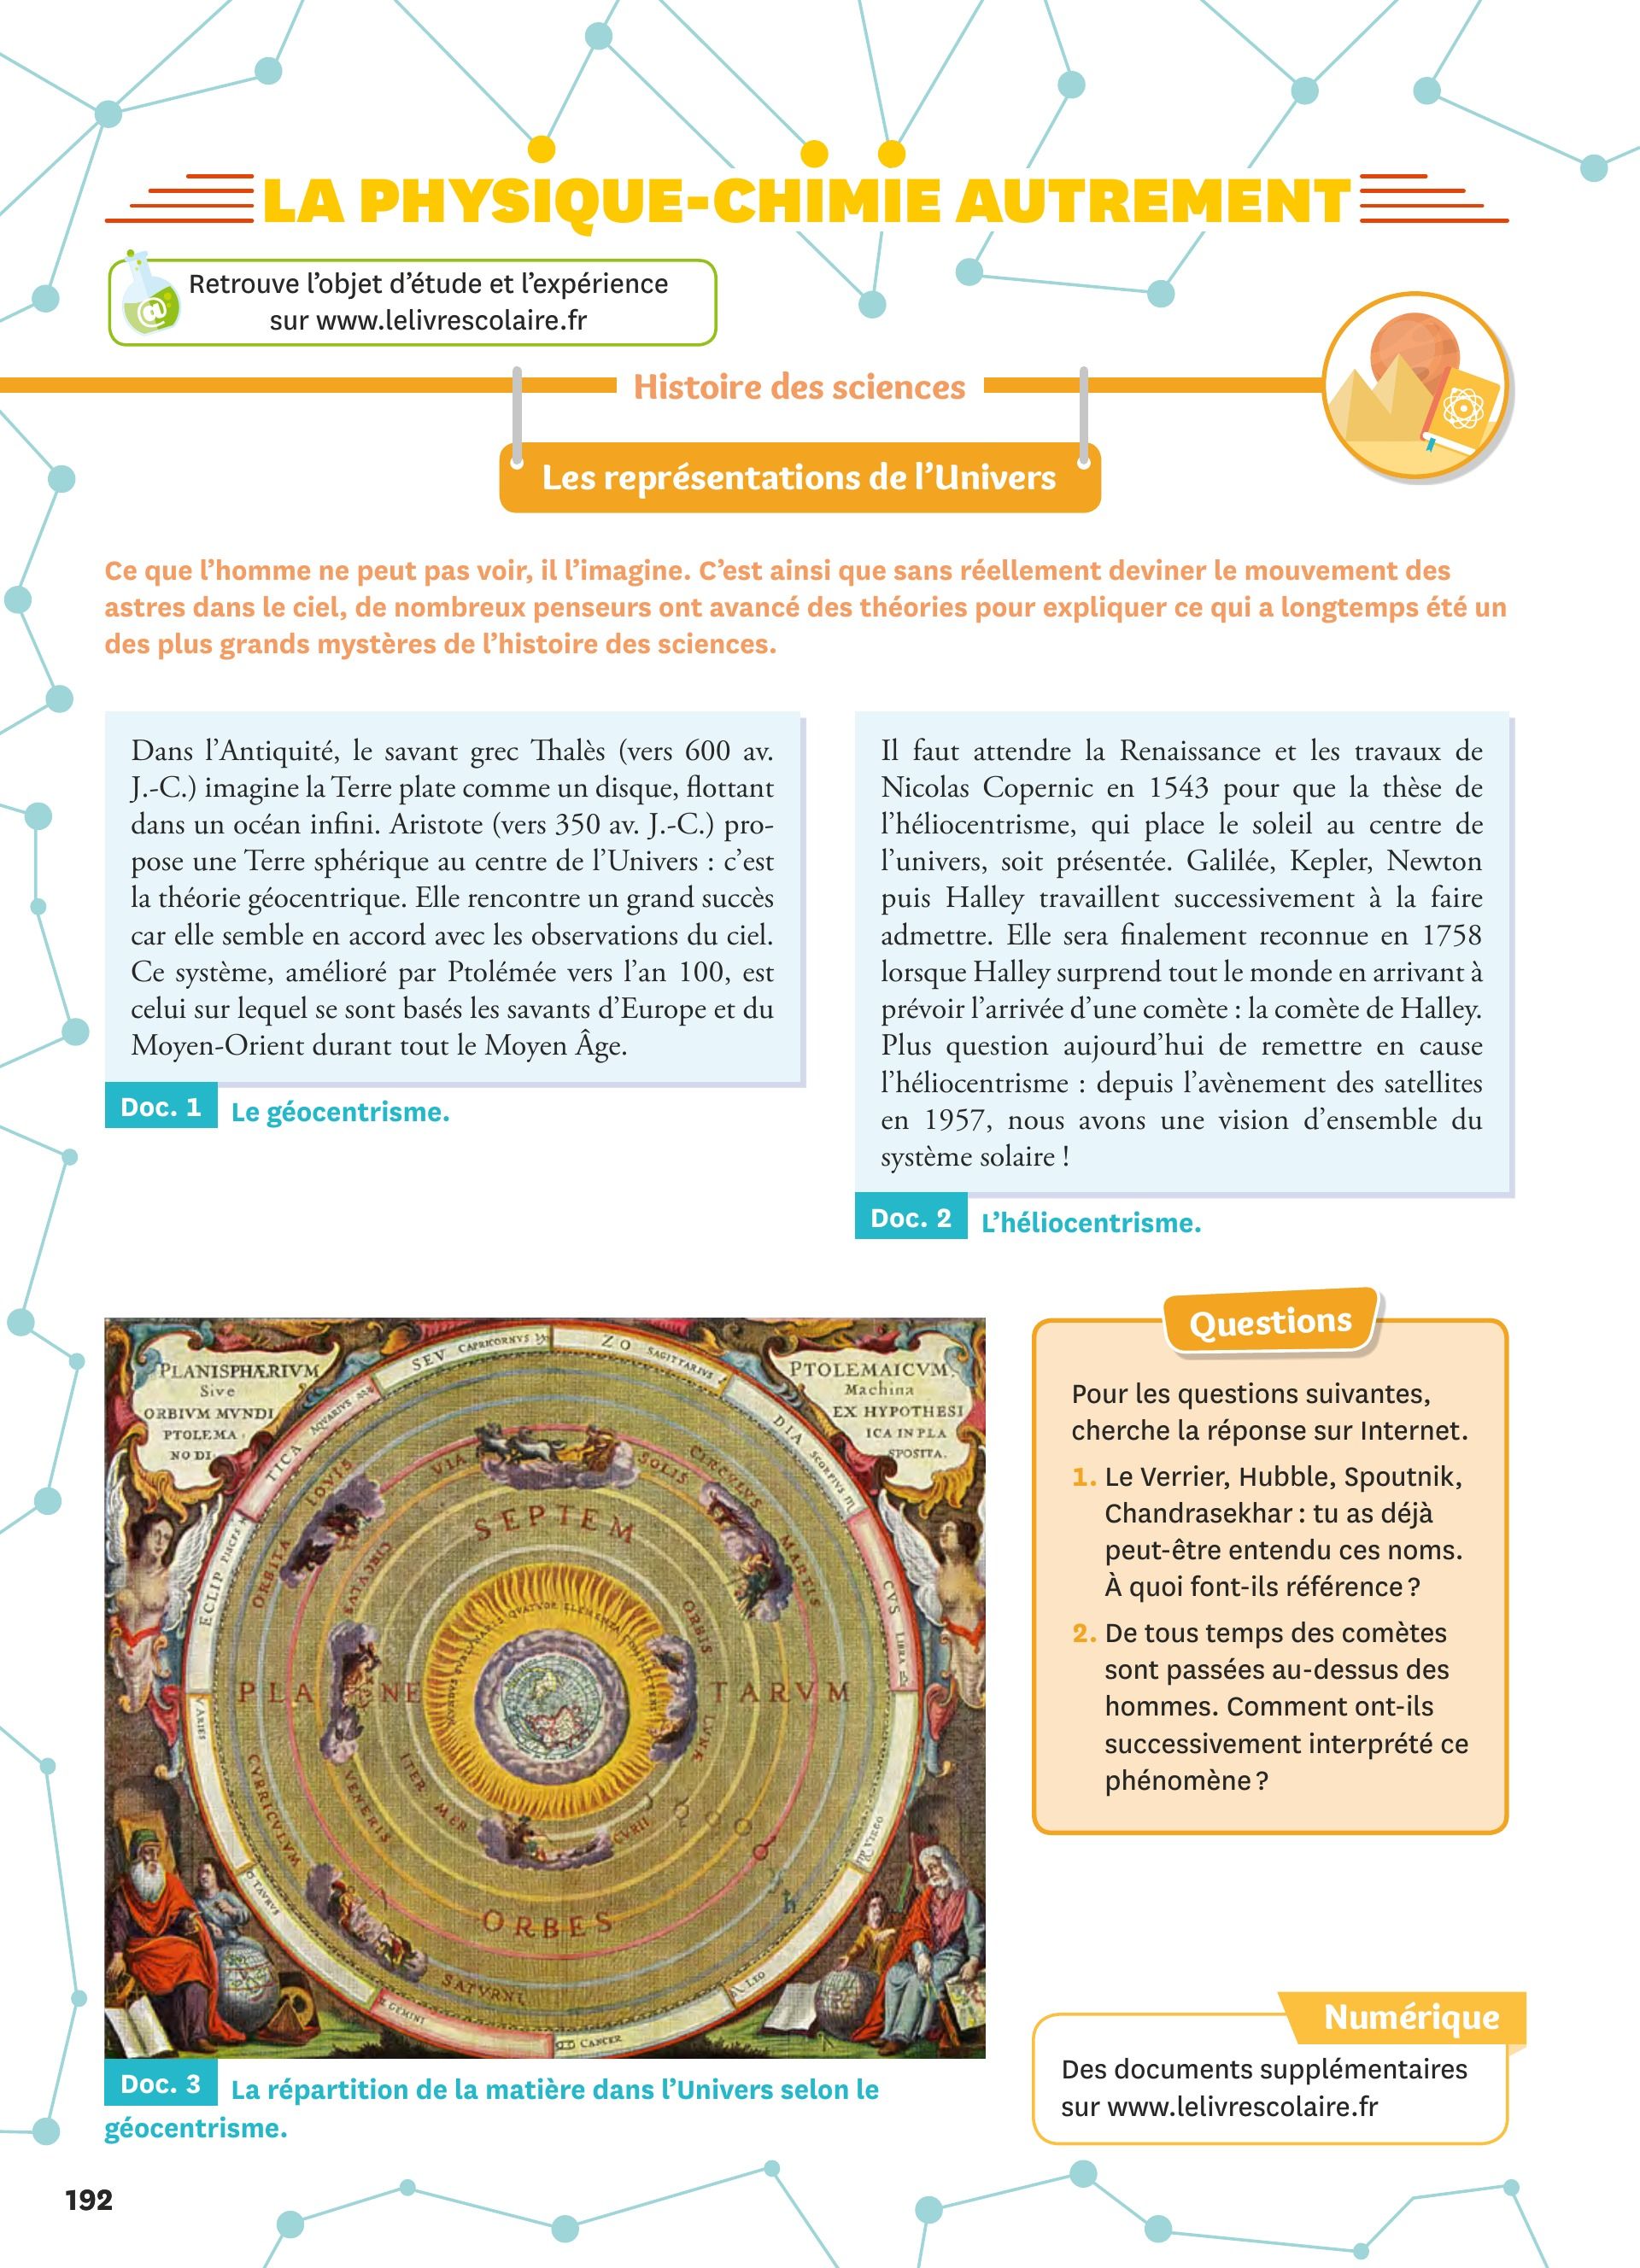 LA PHYSIQUE-CHIMIE AUTREMENT
Retrouve l’objet d’étude et l’expérience
sur www.lelivrescolaire.fr
Histoire des sciences
Les représentations de l’Univers
Ce que l’homme ne peut pas voir, il l’imagine. C’est ainsi que sans réellement deviner le mouvement des
astres dans le ciel, de nombreux penseurs ont avancé des théories pour expliquer ce qui a longtemps été un
des plus grands mystères de l’histoire des sciences.
Dans l’Antiquité, le savant grec Thalès (vers 600 av.
J.-C.) imagine la Terre plate comme un disque, flottant
dans un océan infini. Aristote (vers 350 av. J.-C.) pro-
pose une Terre sphérique au centre de l’Univers : c’est
la théorie géocentrique. Elle rencontre un grand succès
car elle semble en accord avec les observations du ciel.
Ce système, amélioré par Ptolémée vers l’an 100, est
celui sur lequel se sont basés les savants d’Europe et du
Moyen-Orient durant tout le Moyen Âge.
Doc. 1 Le géocentrisme.
Il faut attendre la Renaissance et les travaux de
Nicolas Copernic en 1543 pour que la thèse de
l’héliocentrisme, qui place le soleil au centre de
l’univers, soit présentée. Galilée, Kepler, Newton
puis Halley travaillent successivement à la faire
admettre. Elle sera finalement reconnue en 1758
lorsque Halley surprend tout le monde en arrivant à
prévoir l’arrivée d’une comète : la comète de Halley.
Plus question aujourd’hui de remettre en cause
l’héliocentrisme : depuis l’avènement des satellites
en 1957, nous avons une vision d’ensemble du
système solaire !
Doc. 2 L’héliocentrisme.
PLANISPHÆRIVM
Sive
ORBIVM MVNDI
PTOLEMA
NO DI
PTOLEMAICVM,
Machina
EX HYPOTHESI
ICA IN PLA
SPOSITA.
SEV CAPRICORNVS
ZO SAGITTARIVS
DIA SCORPIVS
CVS LIBRA
VIRGO
LEO
CANCER
GEMINI
TAVRVS
ARIES
ECLIP PISCES
TICA AQVARIVS
ORBITA IOVIS
VIA SOLIS
CIRCVLVS MARTIS
SEPTEM
ORBIS LVNÆ
PLA NE TARVM
VENERIS
ITER MER CVRII
CVRRICVLVM
ORBES
SATVRNI
Doc. 3 La répartition de la matière dans l’Univers selon le
géocentrisme.
Questions
Pour les questions suivantes,
cherche la réponse sur Internet.
1. Le Verrier, Hubble, Spoutnik,
Chandrasekhar : tu as déjà
peut-être entendu ces noms.
À quoi font-ils référence ?
2. De tous temps des comètes
sont passées au-dessus des
hommes. Comment ont-ils
successivement interprété ce
phénomène ?
Numérique
Des documents supplémentaires
sur www.lelivrescolaire.fr
192